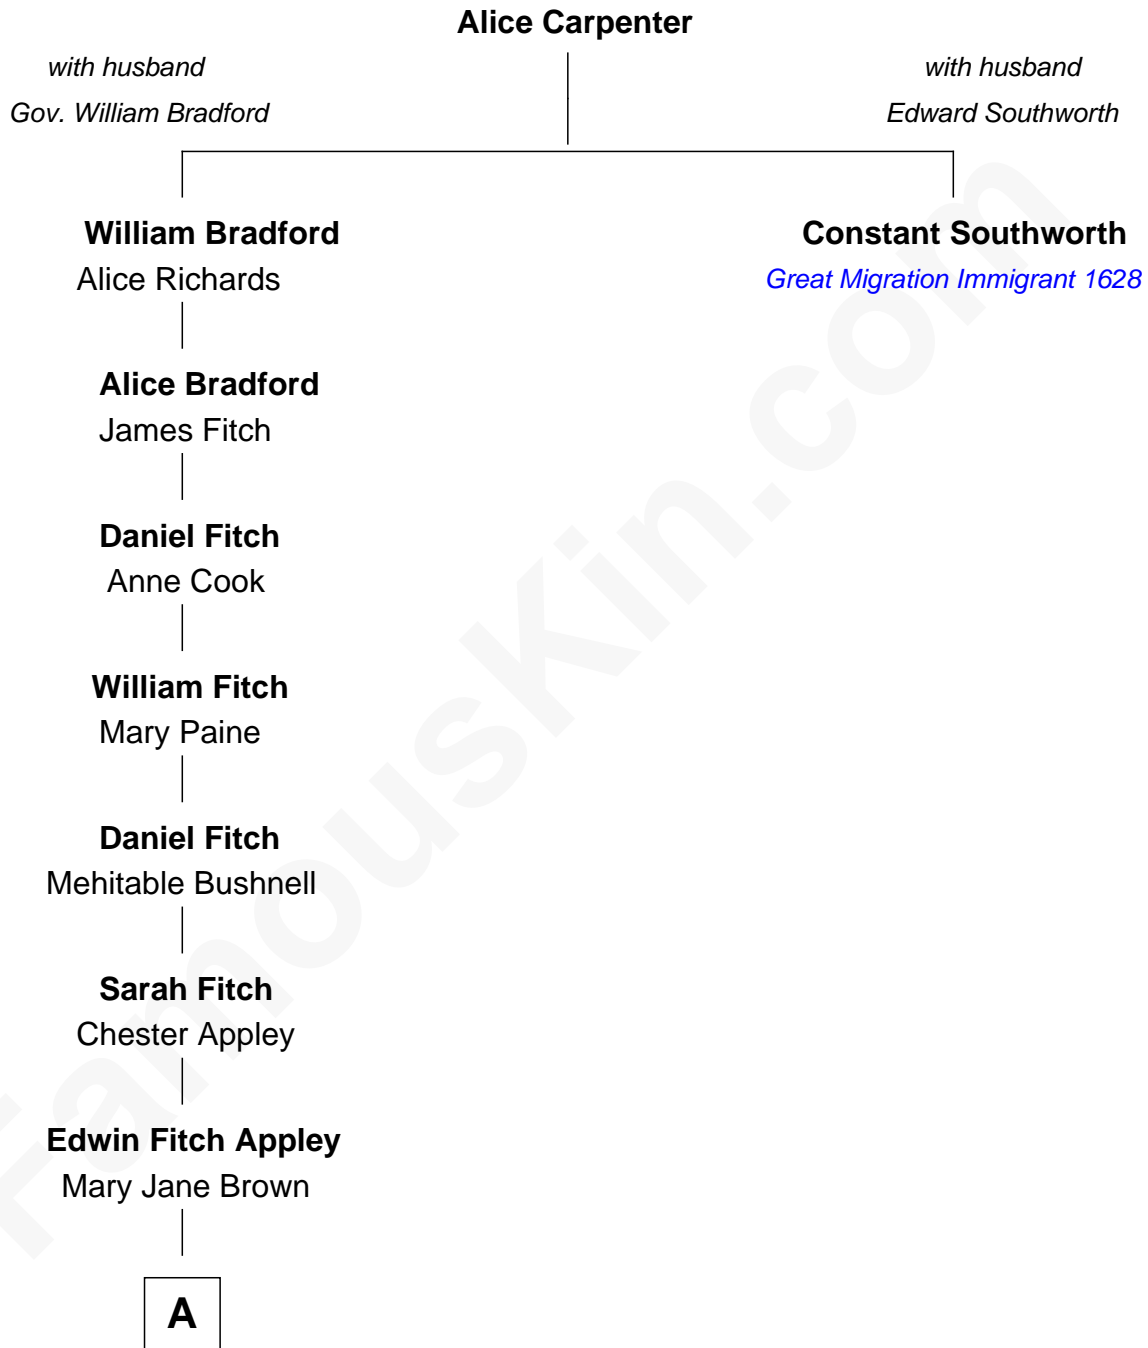 Alice Carpenter
with husband
Gov. William Bradford
with husband
Edward Southworth
William Bradford
Alice Richards
Constant Southworth
Great Migration Immigrant 1628
Alice Bradford
James Fitch
Daniel Fitch
Anne Cook
William Fitch
Mary Paine
Daniel Fitch
Mehitable Bushnell
Sarah Fitch
Chester Appley
Edwin Fitch Appley
Mary Jane Brown
A
FamousKin.com